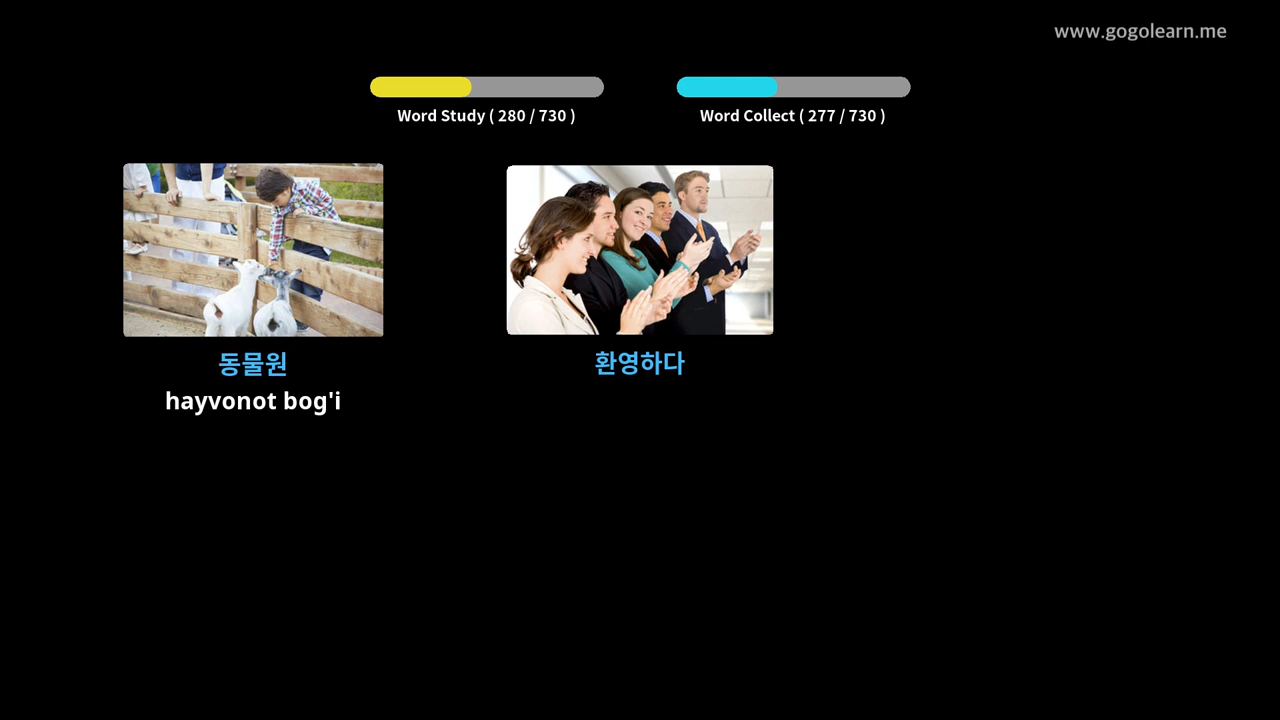 www.gogolearn.me
Word Study ( 280 / 730 )
Word Collect ( 277 / 730 )
동물원
hayvonot bog'i
환영하다